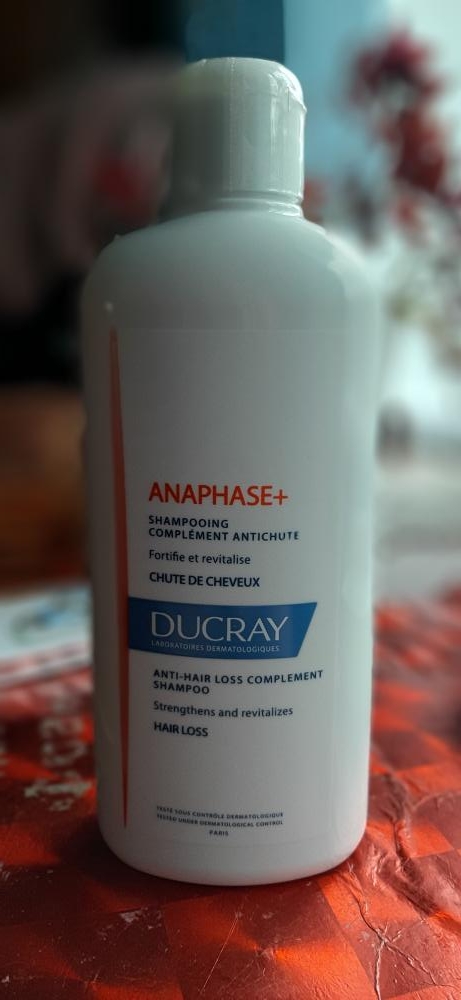 ANAPHASE+
SHAMPOOING
COMPLÉMENT ANTICHUTE
Fortifie et revitalise
CHUTE DE CHEVEUX
DUCRAY
LABORATOIRES DERMATOLOGIQUES
ANTI-HAIR LOSS COMPLEMENT
SHAMPOO
Strengthens and revitalizes
HAIR LOSS
TESTÉ SOUS CONTRÔLE DERMATOLOGIQUE
TESTED UNDER DERMATOLOGICAL CONTROL
PARIS